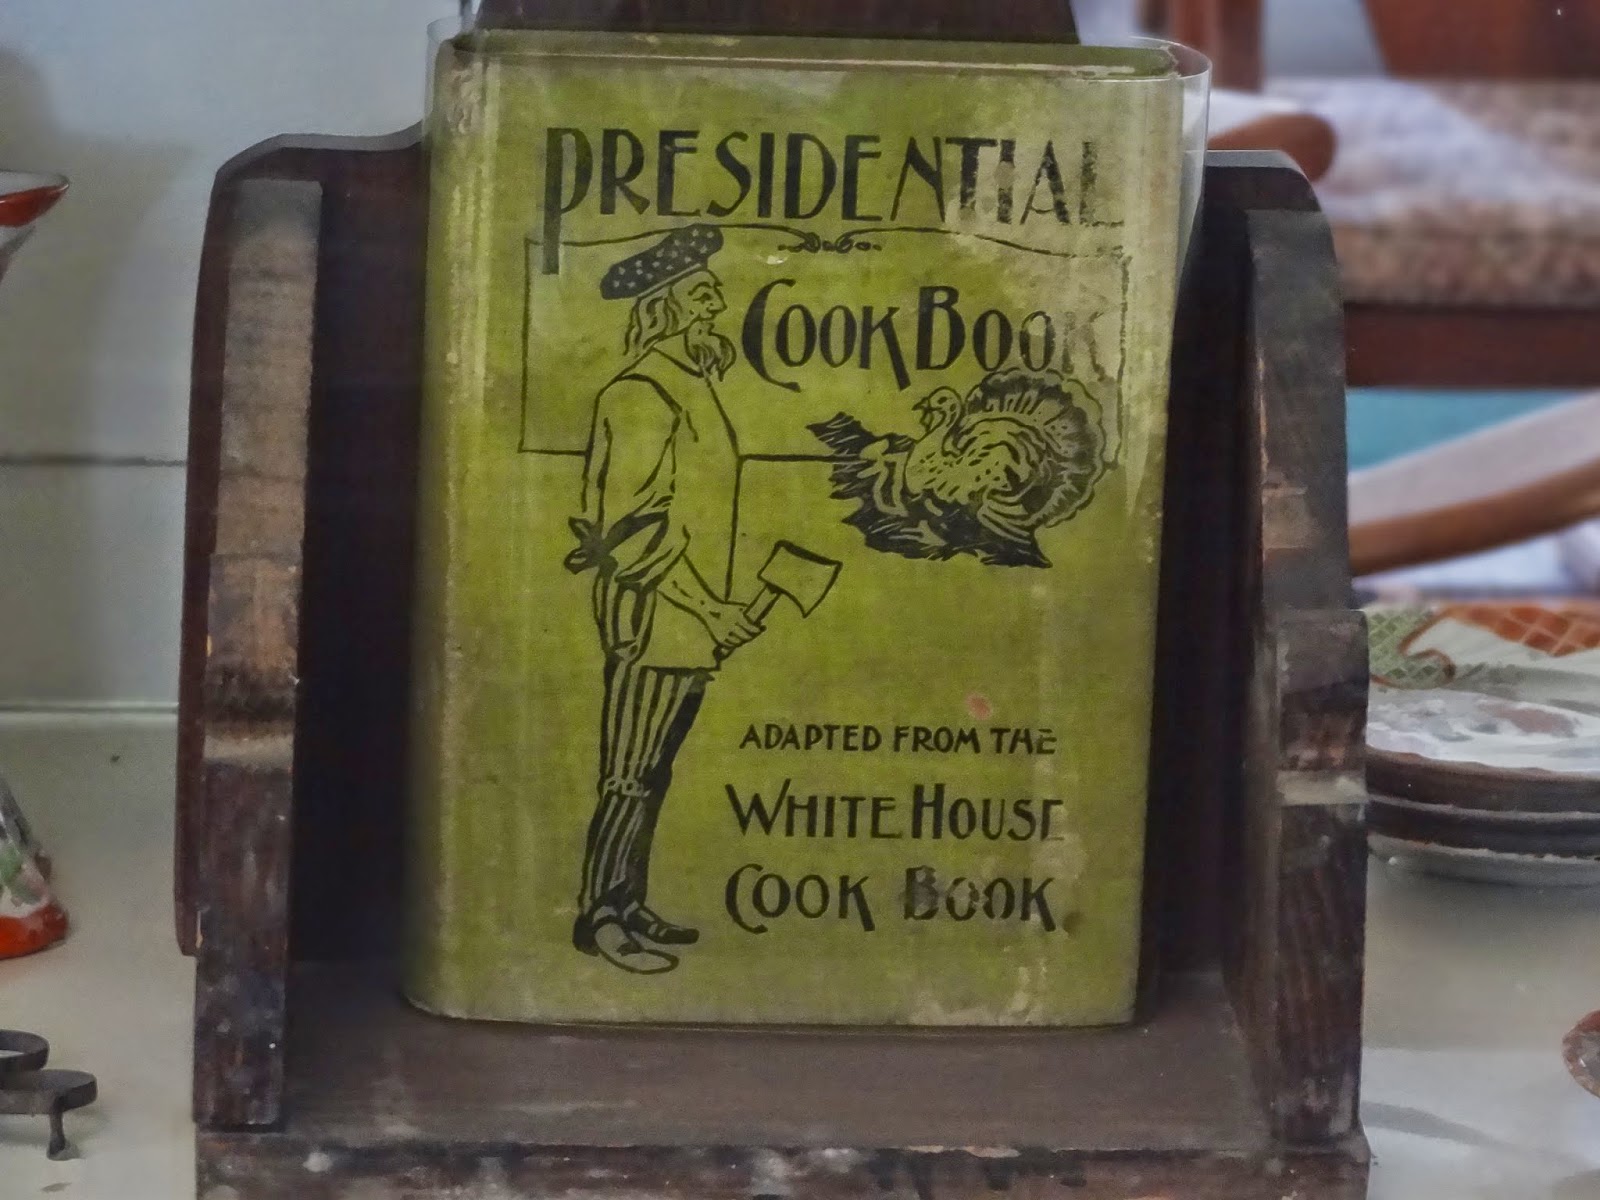 PRESIDENTIAL
COOK BOOK
ADAPTED FROM THE
WHITE HOUSE
COOK BOOK